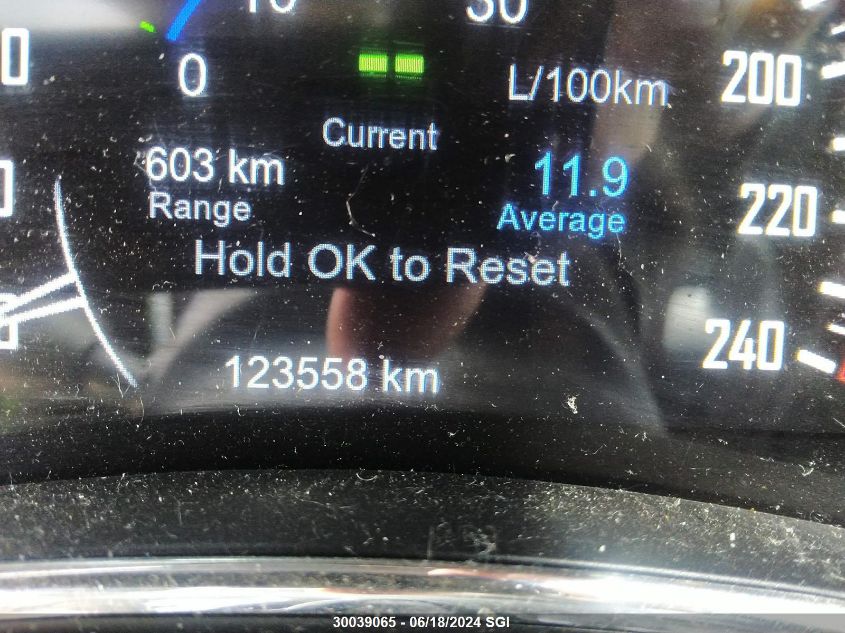 10 30
0 L/100km 200
Current
603 km 11.9
Range Average 220
Hold OK to Reset
240
123558 km
30039065 - 06/18/2024 SGI